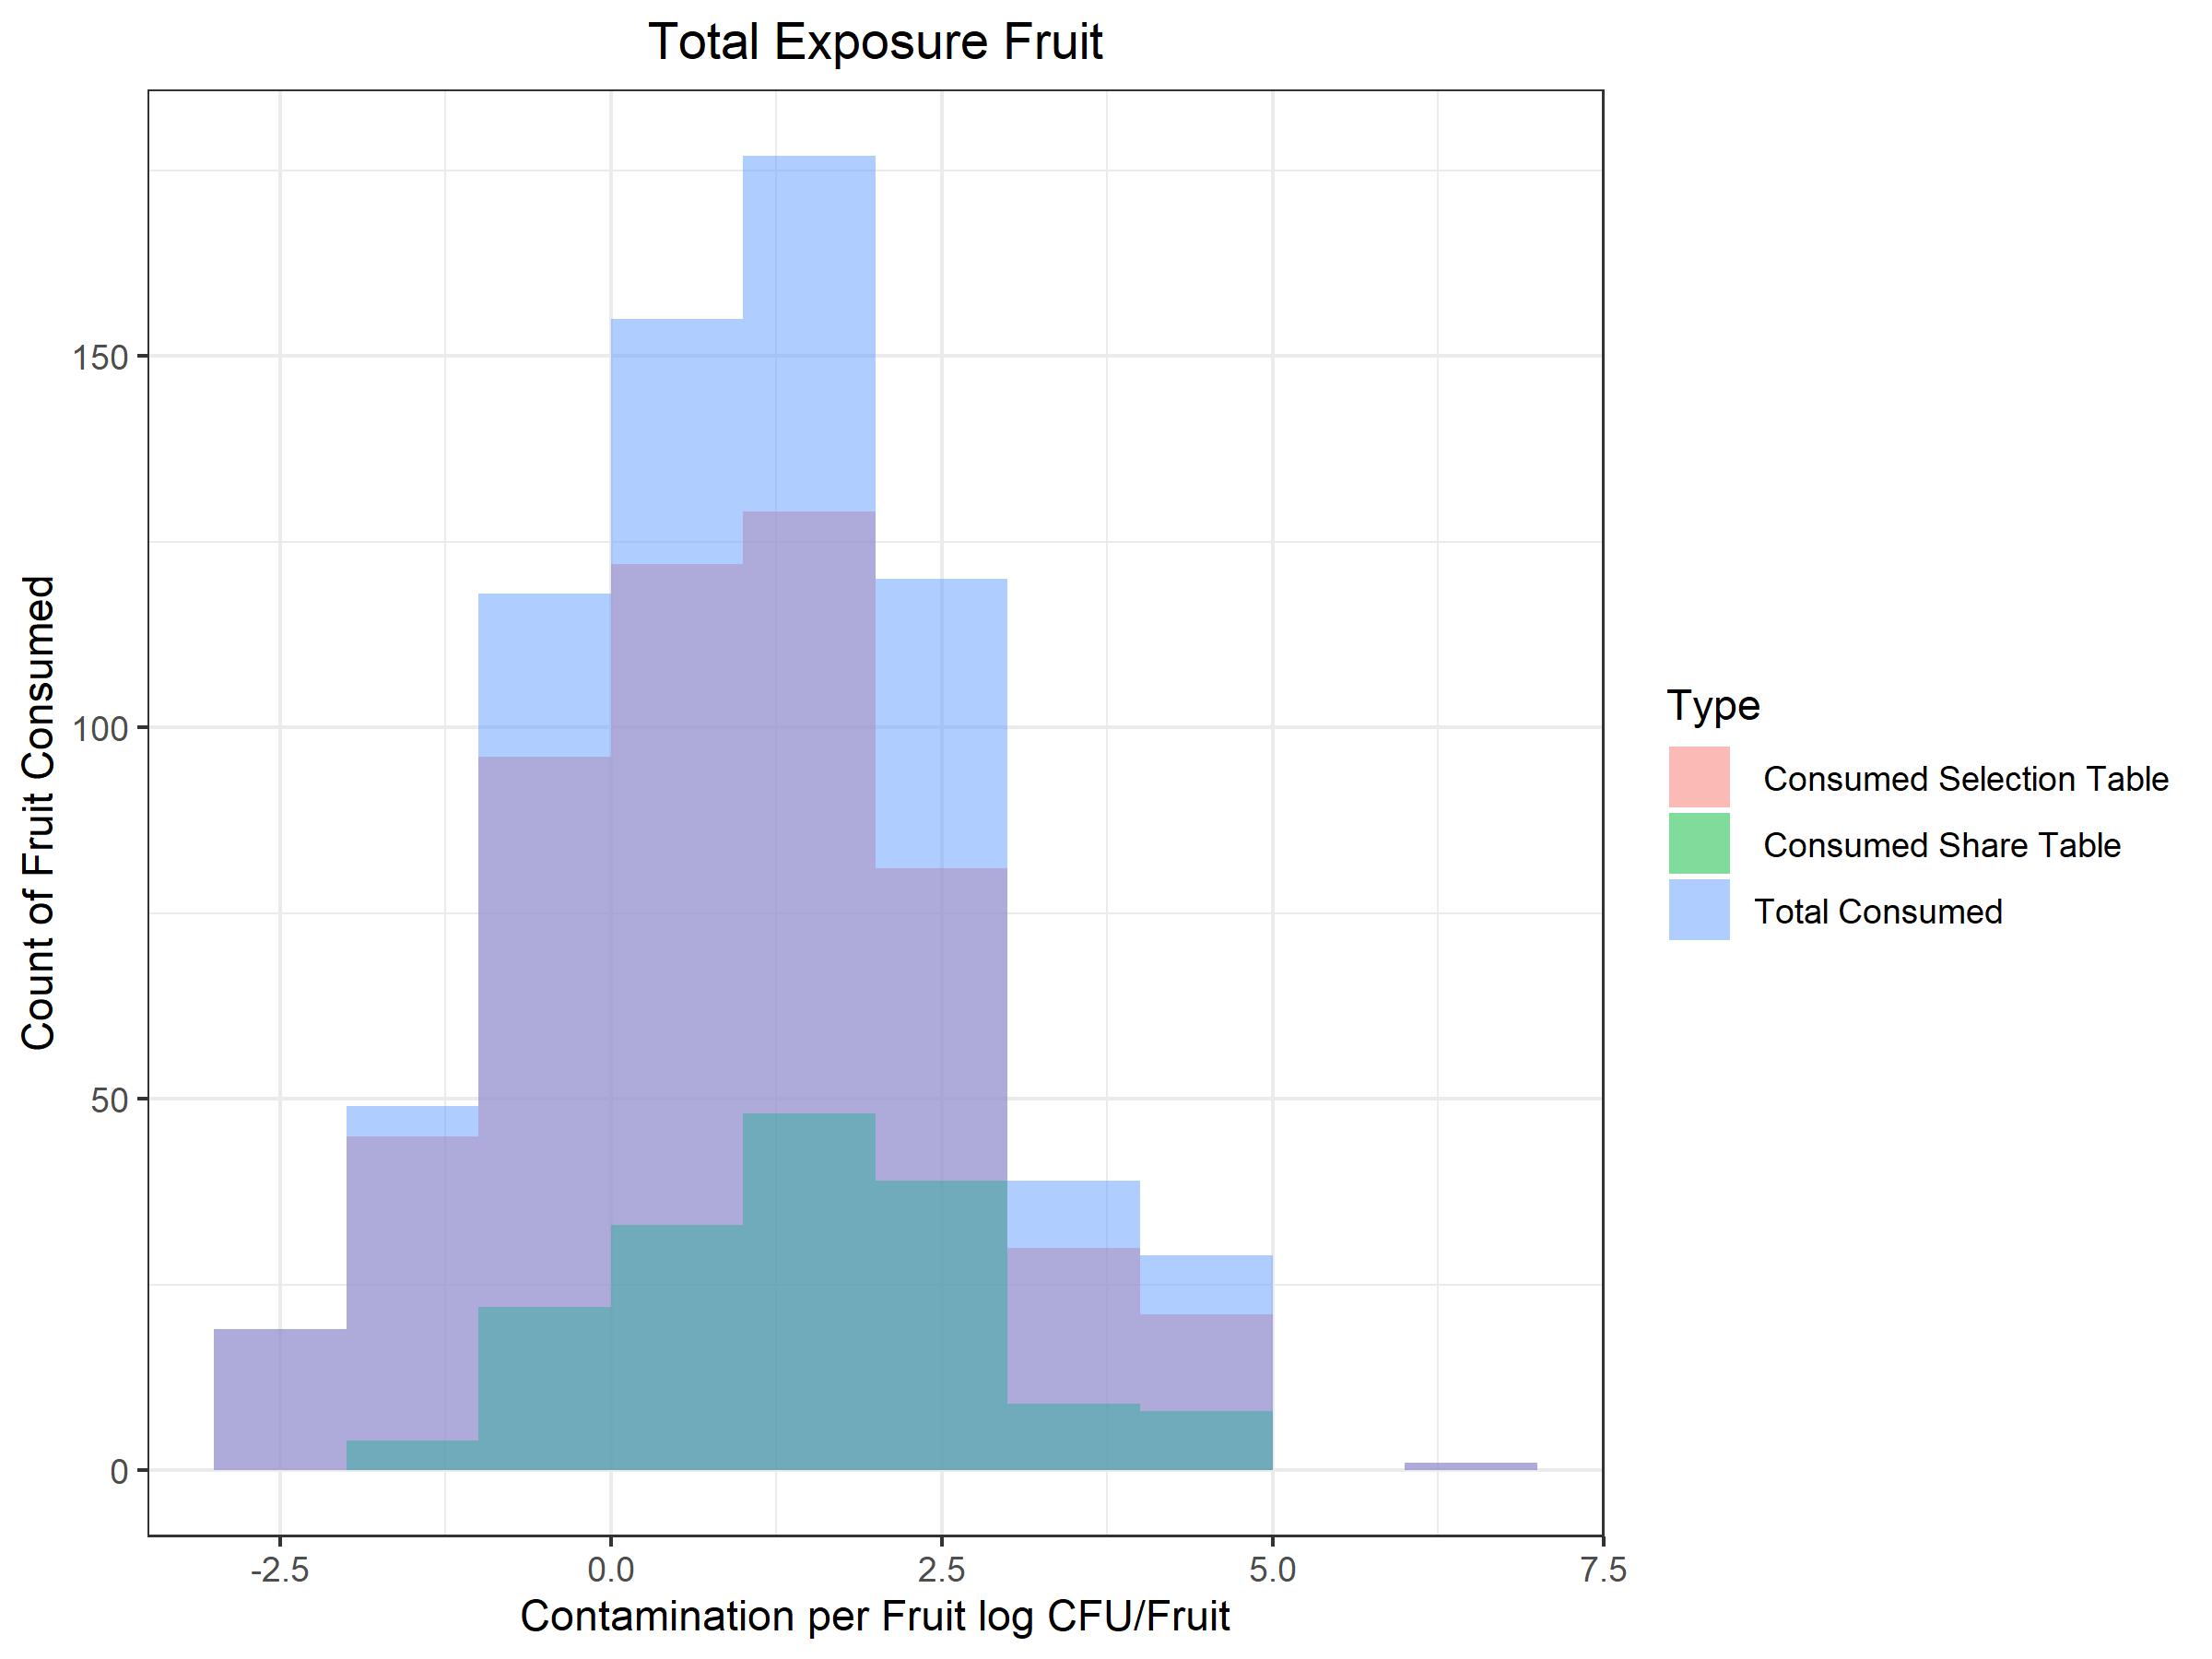 Total Exposure Fruit
Count of Fruit Consumed
150
100
50
0
-2.5
0.0
2.5
5.0
7.5
Contamination per Fruit log CFU/Fruit
Type
Consumed Selection Table
Consumed Share Table
Total Consumed